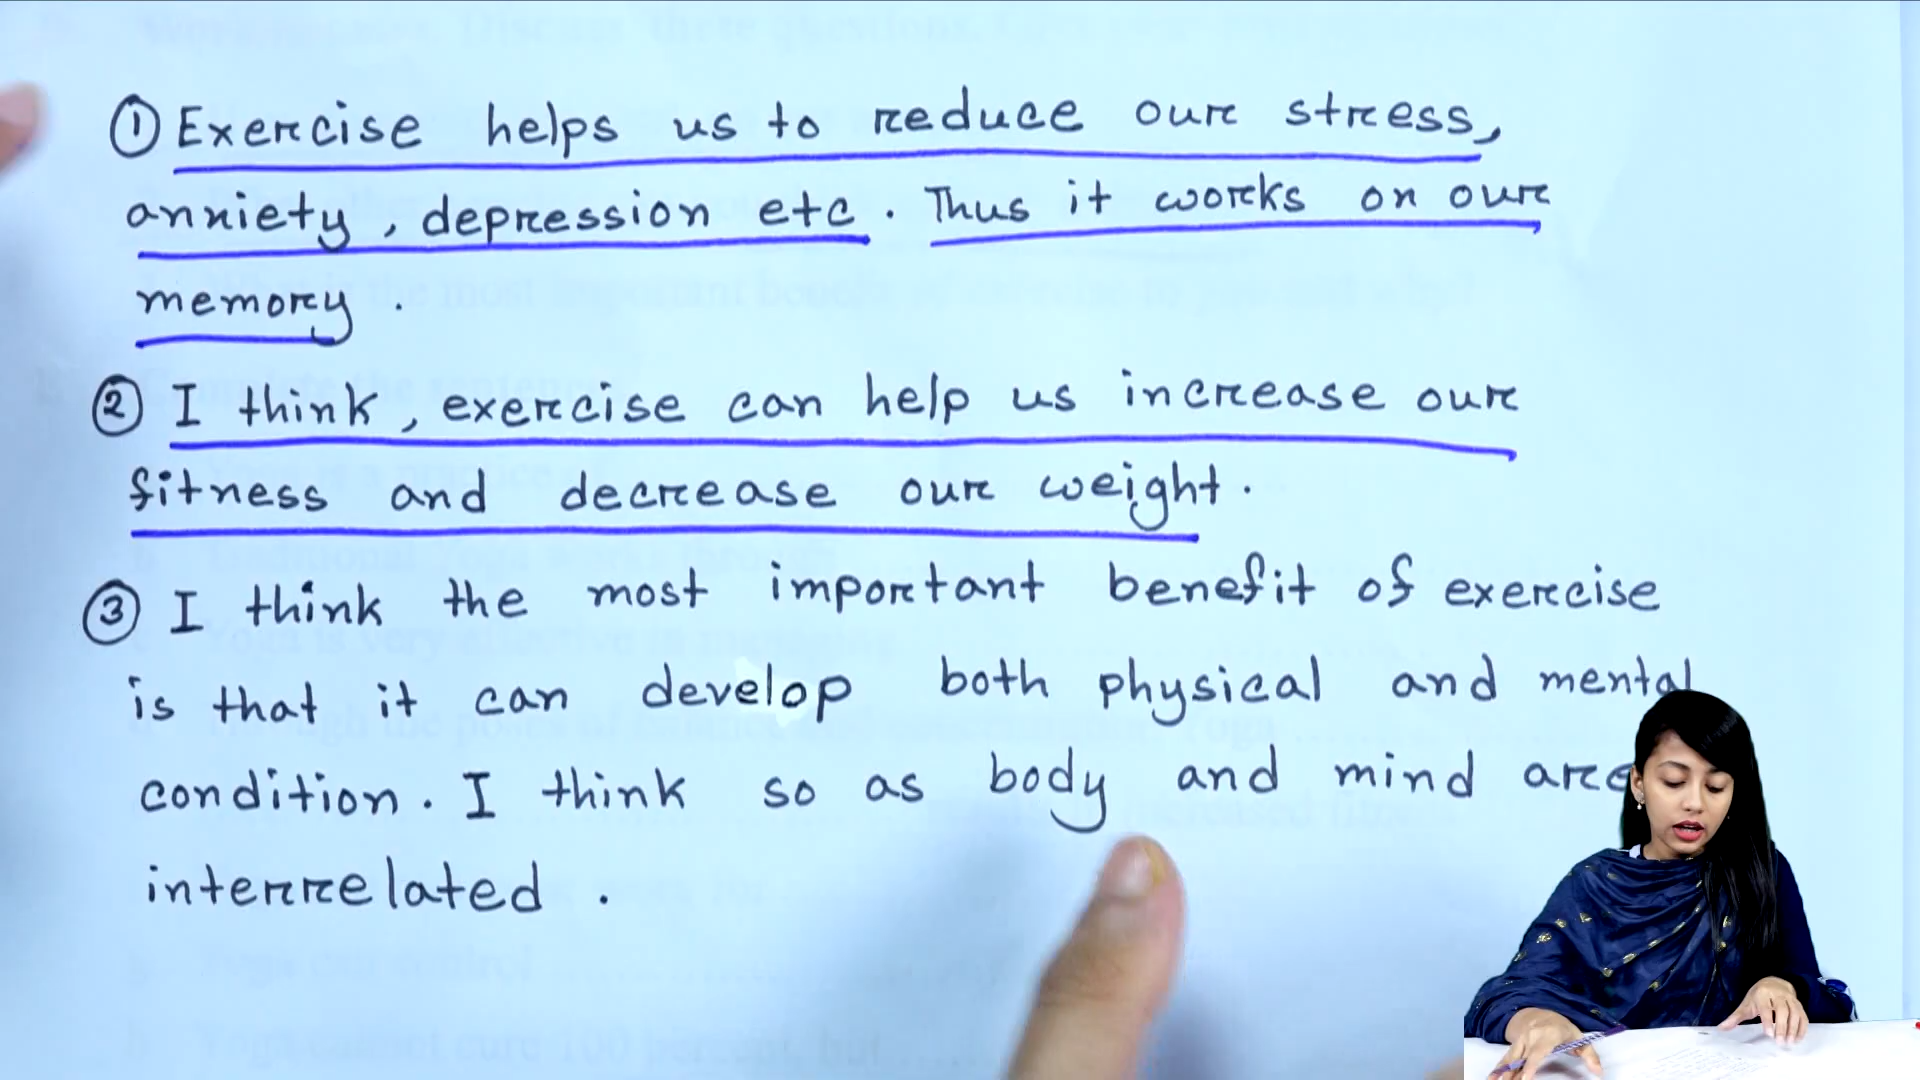 ① Exercise helps us to reduce our stress,
anxiety, depression etc. Thus it works on our
memory.
② I think, exercise can help us increase our
fitness and decrease our weight.
③ I think the most important benefit of exercise
is that it can develop both physical and mental
condition. I think so as body and mind are
interrelated.